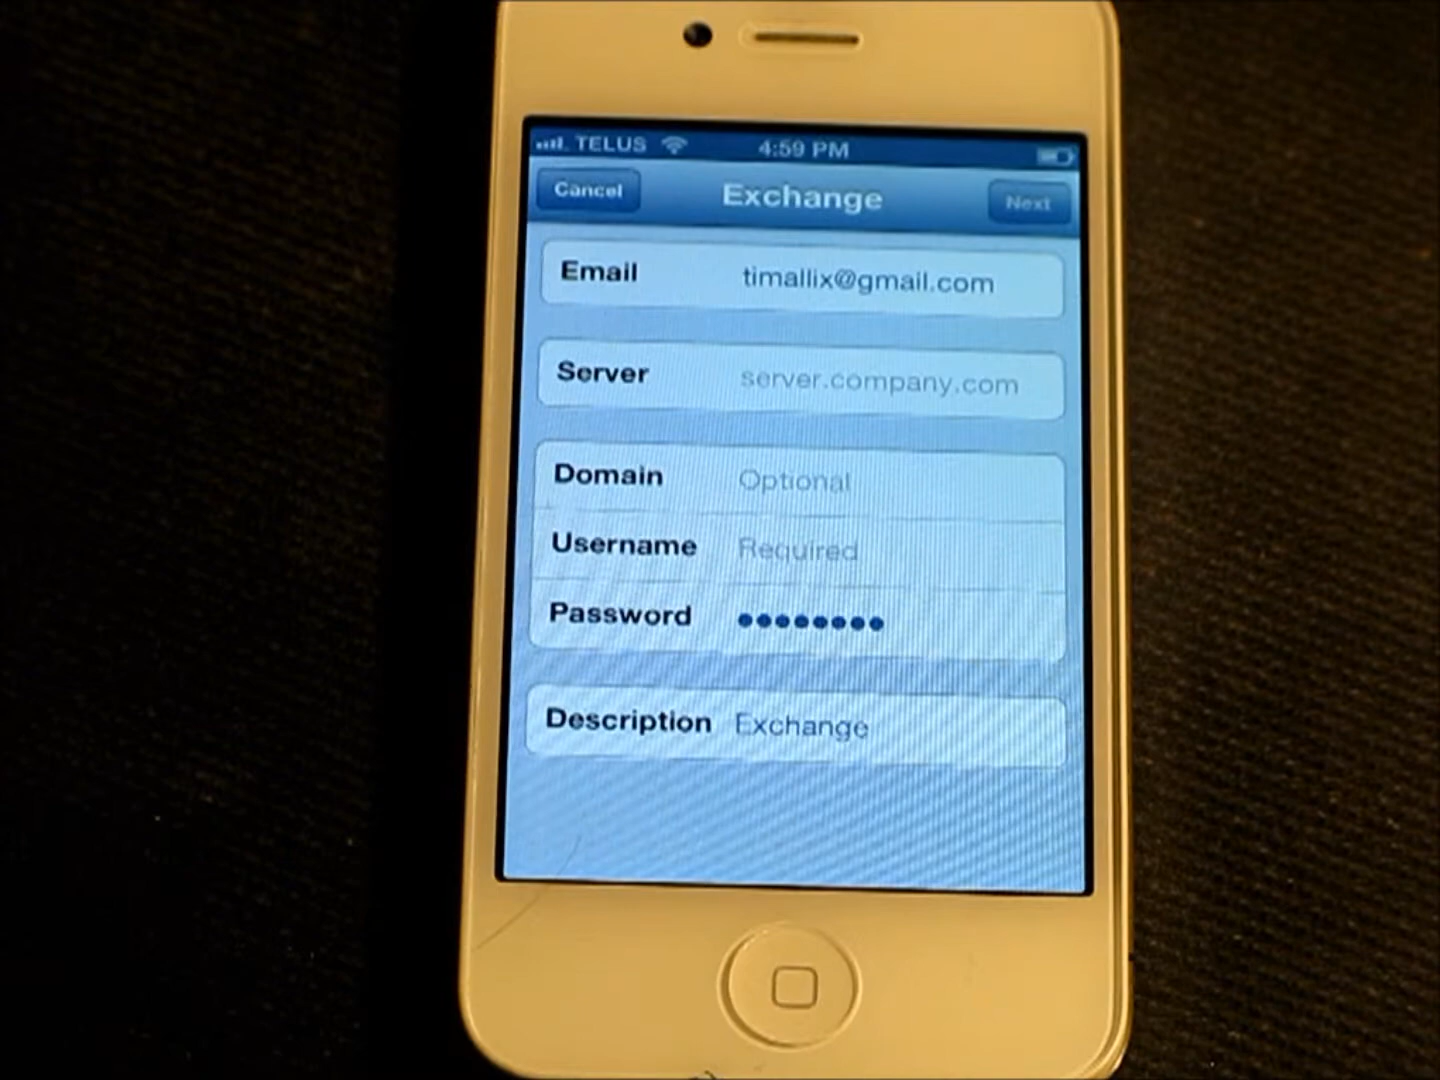 TELUS 4:59 PM
Cancel Exchange Next
Email timallix@gmail.com
Server server.company.com
Domain Optional
Username Required
Password ••••••••
Description Exchange